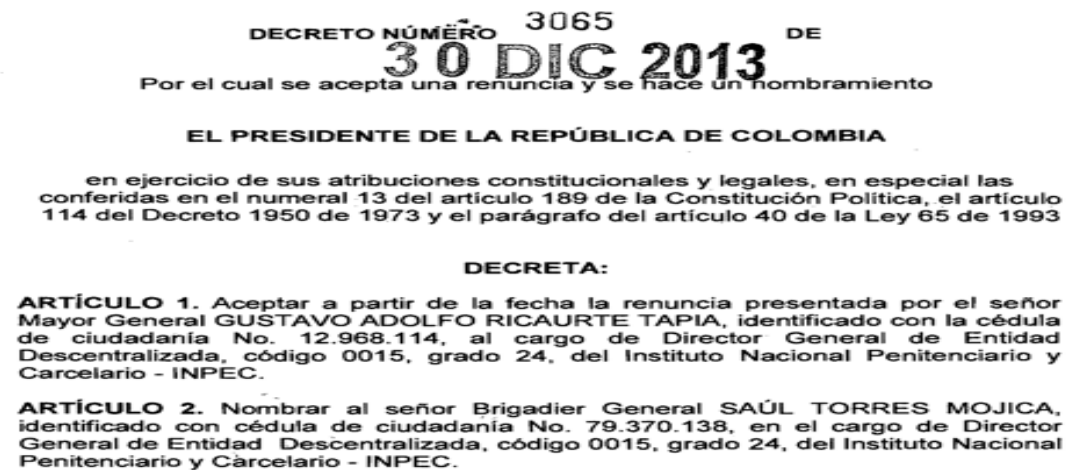 DECRETO NÚMERO 3065 DE
30 DIC 2013
Por el cual se acepta una renuncia y se hace un nombramiento
EL PRESIDENTE DE LA REPÚBLICA DE COLOMBIA
en ejercicio de sus atribuciones constitucionales y legales, en especial las
conferidas en el numeral 13 del artículo 189 de la Constitución Política, el artículo
114 del Decreto 1950 de 1973 y el parágrafo del artículo 40 de la Ley 65 de 1993
DECRETA:
ARTÍCULO 1. Aceptar a partir de la fecha la renuncia presentada por el señor
Mayor General GUSTAVO ADOLFO RICAURTE TAPIA, identificado con la cédula
de ciudadanía No. 12.968.114, al cargo de Director General de Entidad
Descentralizada, código 0015, grado 24, del Instituto Nacional Penitenciario y
Carcelario - INPEC.
ARTÍCULO 2. Nombrar al señor Brigadier General SAÚL TORRES MOJICA,
identificado con cédula de ciudadanía No. 79.370.138, en el cargo de Director
General de Entidad Descentralizada, código 0015, grado 24, del Instituto Nacional
Penitenciario y Carcelario - INPEC.